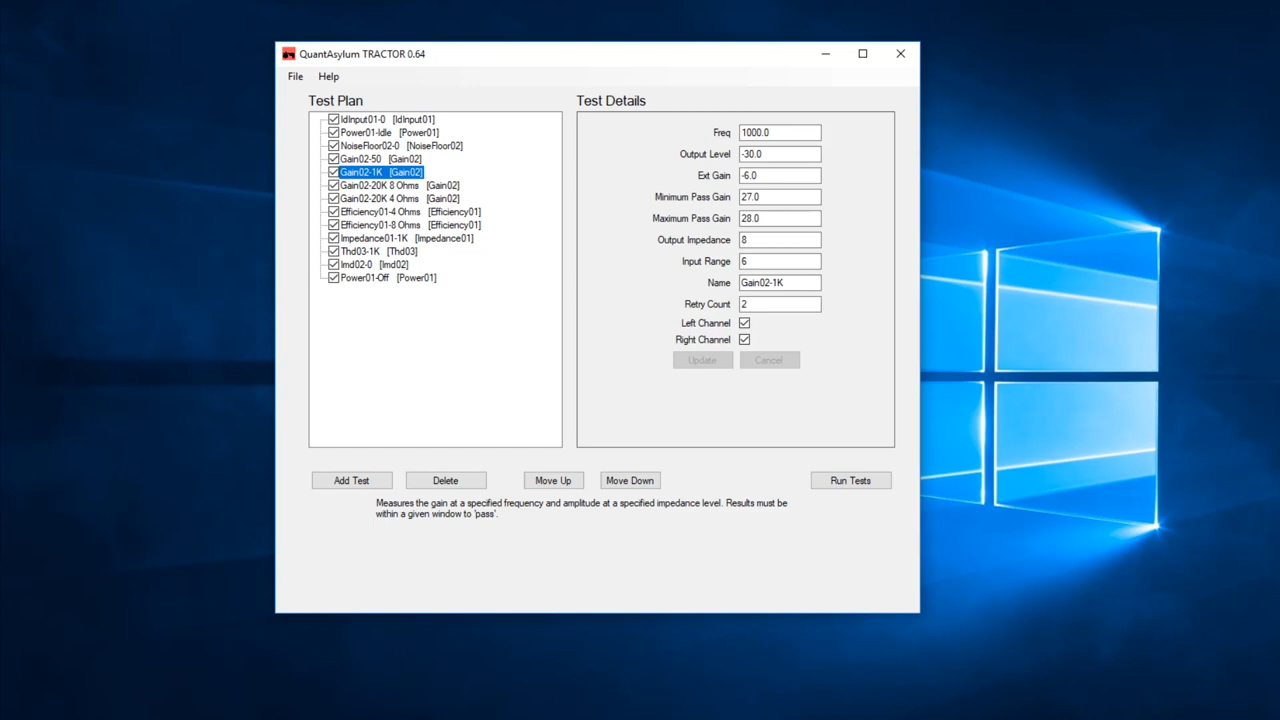 QuantAsylum TRACTOR 0.64
File Help
Test Plan
IdInput01-0 [IdInput01]
Power01-Idle [Power01]
NoiseFloor02-0 [NoiseFloor02]
Gain02-50 [Gain02]
Gain02-1K [Gain02]
Gain02-20K 8 Ohms [Gain02]
Gain02-20K 4 Ohms [Gain02]
Efficiency01-4 Ohms [Efficiency01]
Efficiency01-8 Ohms [Efficiency01]
Impedance01-1K [Impedance01]
Thd03-1K [Thd03]
Imd02-0 [Imd02]
Power01-Off [Power01]
Test Details
Freq 1000.0
Output Level -30.0
Ext Gain -6.0
Minimum Pass Gain 27.0
Maximum Pass Gain 28.0
Output Impedance 8
Input Range 6
Name Gain02-1K
Retry Count 2
Left Channel
Right Channel
Update Cancel
Add Test Delete Move Up Move Down Run Tests
Measures the gain at a specified frequency and amplitude at a specified impedance level. Results must be
within a given window to 'pass'.